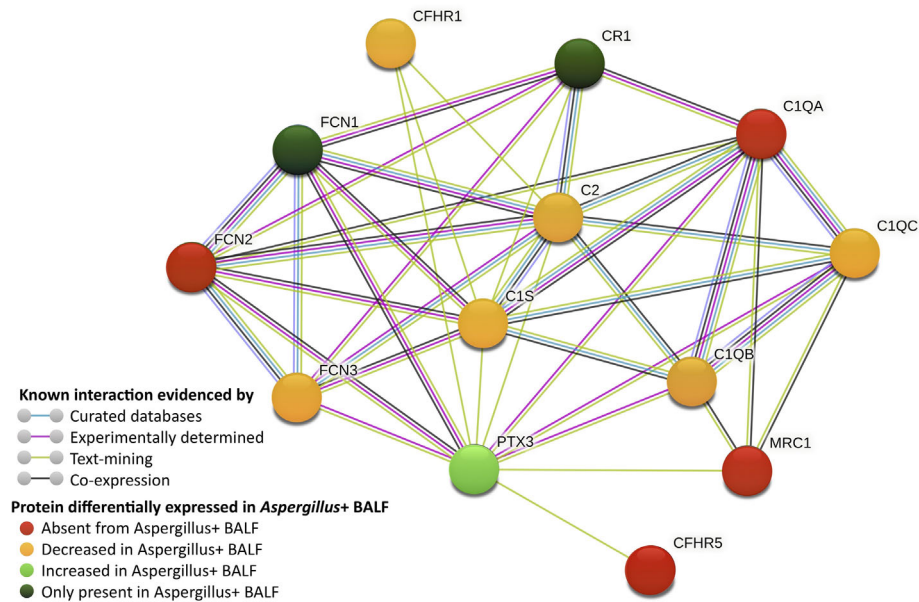 CFHR1
CR1
C1QA
FCN1
C2
C1QC
FCN2
C1S
C1QB
FCN3
PTX3
MRC1
CFHR5
Known interaction evidenced by
Curated databases
Experimentally determined
Text-mining
Co-expression
Protein differentially expressed in Aspergillus+ BALF
Absent from Aspergillus+ BALF
Decreased in Aspergillus+ BALF
Increased in Aspergillus+ BALF
Only present in Aspergillus+ BALF